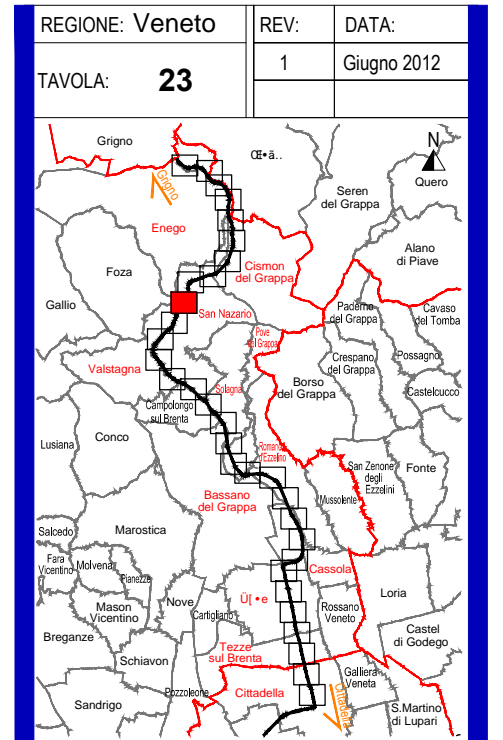 REGIONE: Veneto
REV:
DATA:
TAVOLA: 23
1
Giugno 2012
Grigno
Œ•ã..
N
Quero
Grigno
Seren
del Grappa
Enego
Alano
di Piave
Foza
Cismon
del Grappa
Gallio
San Nazario
Paderno
del Grappa
Cavaso
del Tomba
Pove
del Grappa
Crespano
del Grappa
Possagno
Valstagna
Solagna
Borso
del Grappa
Castelcucco
Campolongo
sul Brenta
Lusiana
Conco
Romano
d'Ezzelino
San Zenone
degli
Ezzelini
Fonte
Bassano
del Grappa
Mussolente
Salcedo
Marostica
Fara
Vicentino
Molvena
Pianezze
Cassola
Loria
Mason
Vicentino
Nove
Cartigliano
Ü[ •e
Rossano
Veneto
Breganze
Castel
di Godego
Schiavon
Tezze
sul Brenta
Galliera
Veneta
Pozzoleone
Cittadella
Cittadella
Sandrigo
S.Martino
di Lupari